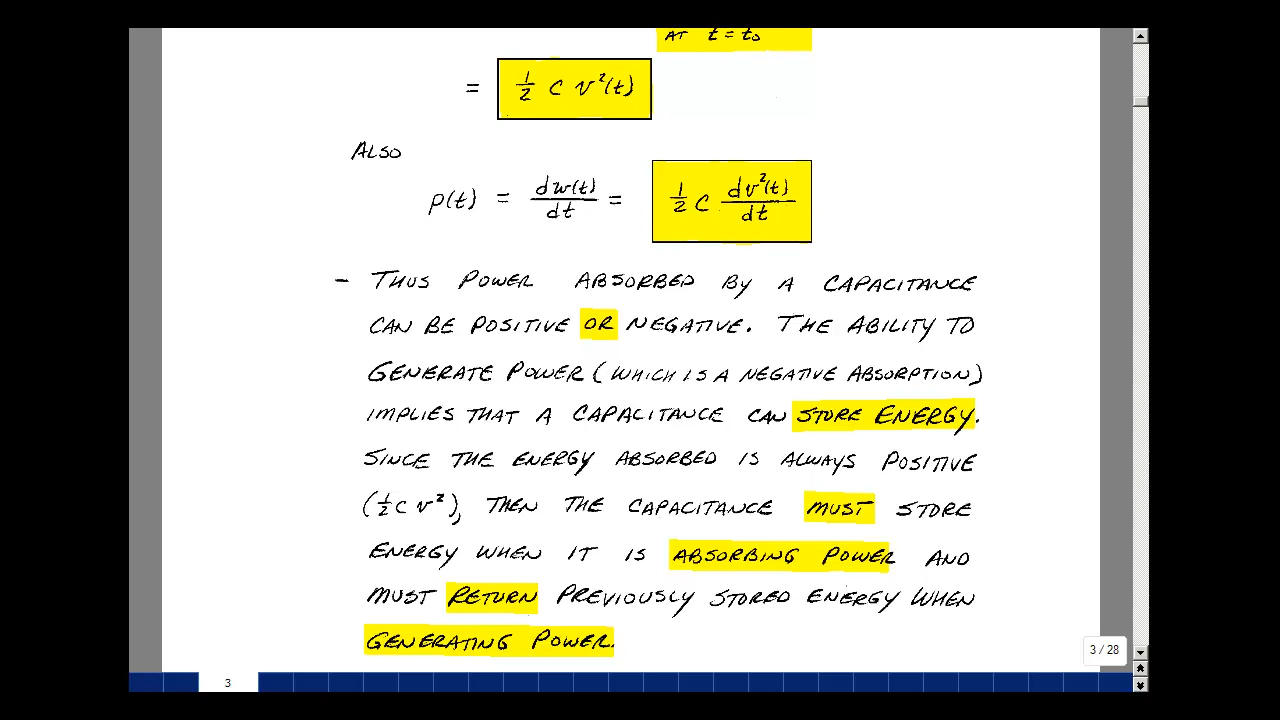 AT t = t₀
= ½ C v²(t)
ALSO
p(t) = dw(t)/dt = ½ C dv²(t)/dt
- THUS POWER ABSORBED BY A CAPACITANCE
CAN BE POSITIVE OR NEGATIVE. THE ABILITY TO
GENERATE POWER (WHICH IS A NEGATIVE ABSORPTION)
IMPLIES THAT A CAPACITANCE CAN STORE ENERGY.
SINCE THE ENERGY ABSORBED IS ALWAYS POSITIVE
(½ C v²), THEN THE CAPACITANCE MUST STORE
ENERGY WHEN IT IS ABSORBING POWER AND
MUST RETURN PREVIOUSLY STORED ENERGY WHEN
GENERATING POWER.
3 / 28
3